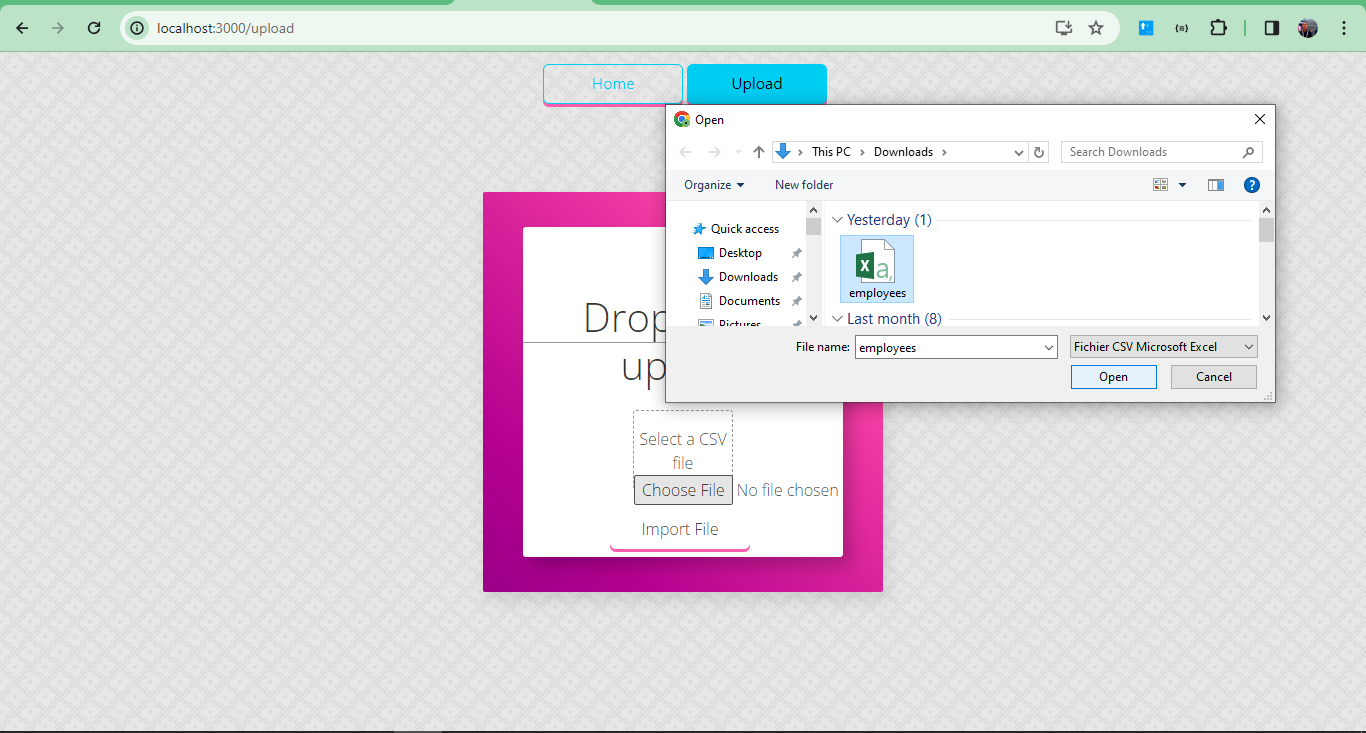 localhost:3000/upload
Home
Upload
Open
This PC
Downloads
Search Downloads
Organize
New folder
Quick access
Desktop
Downloads
Documents
Pictures
Yesterday (1)
employees
Last month (8)
File name:
employees
Fichier CSV Microsoft Excel
Open
Cancel
Drop
up
Select a CSV
file
Choose File
No file chosen
Import File